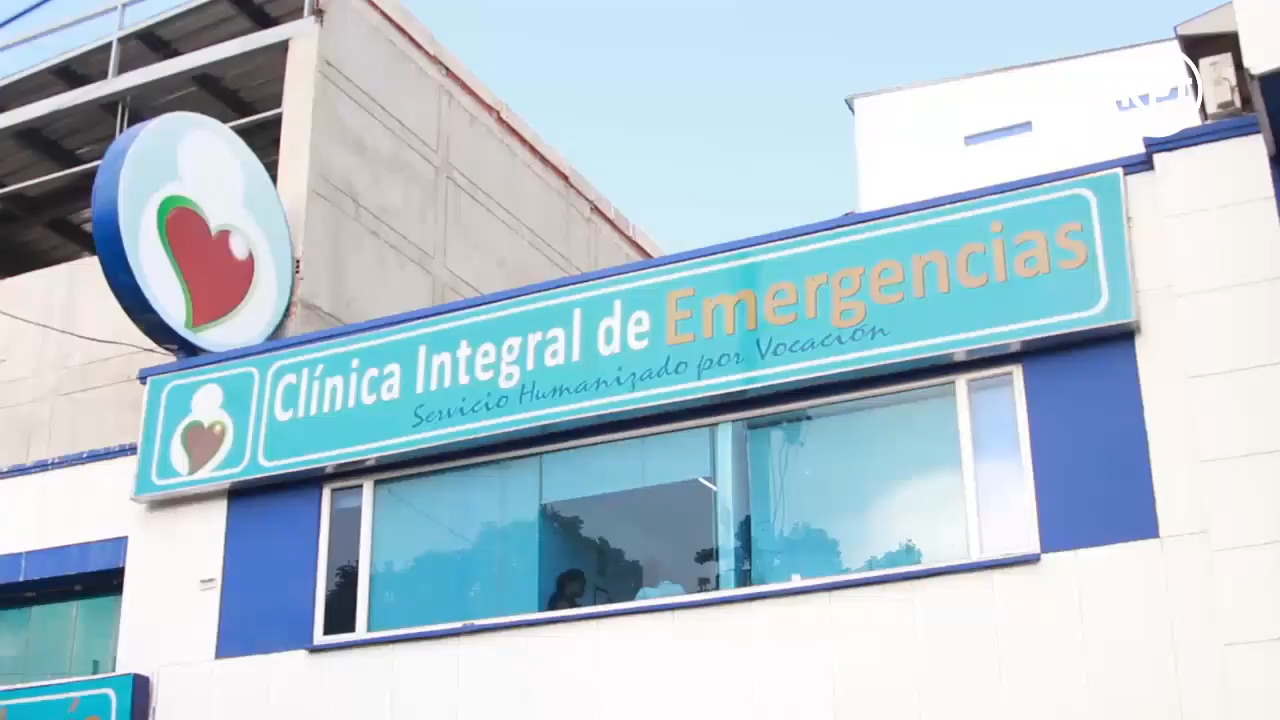 Clínica Integral de Emergencias
Servicio Humanizado por Vocación